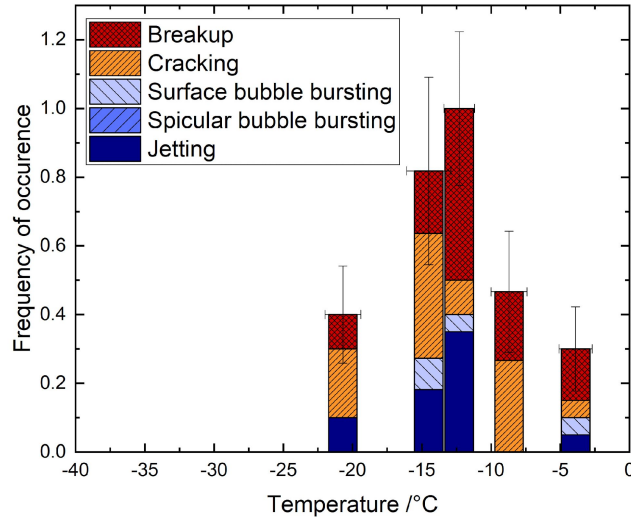 Breakup
Cracking
Surface bubble bursting
Spicular bubble bursting
Jetting
Frequency of occurence
1.2
1.0
0.8
0.6
0.4
0.2
0.0
-40 -35 -30 -25 -20 -15 -10 -5 0
Temperature /°C